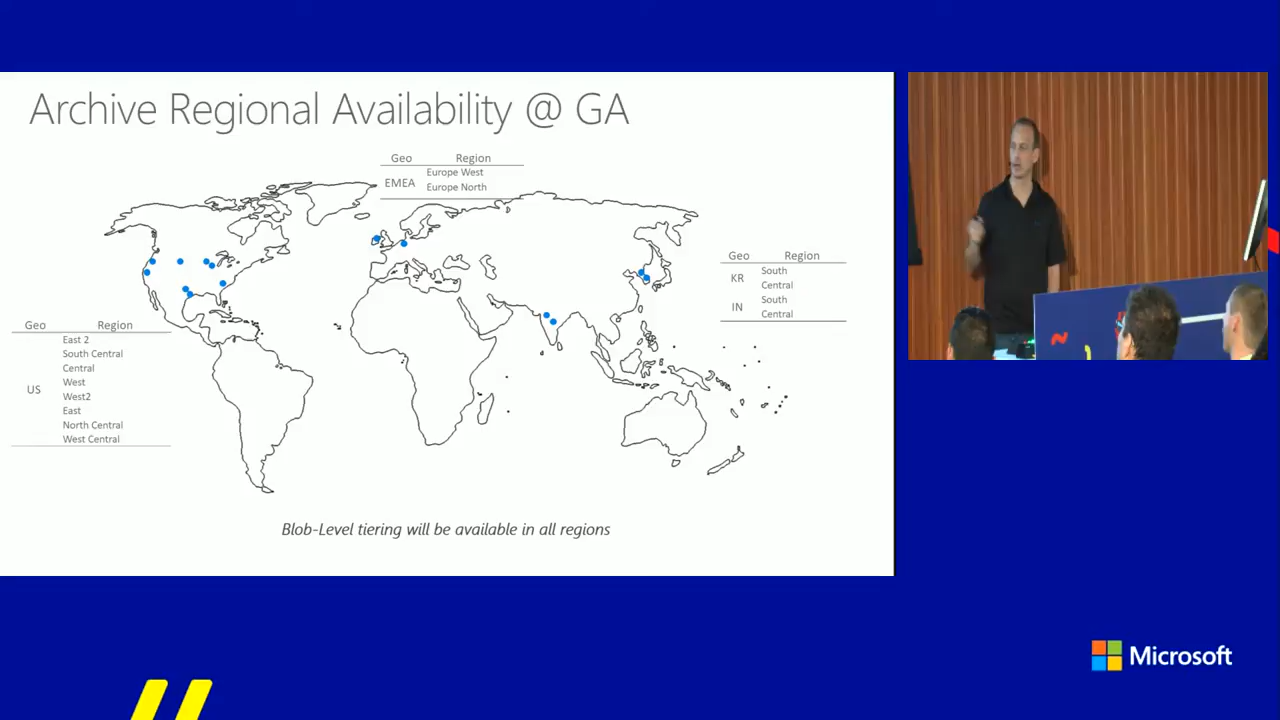 Archive Regional Availability @ GA
Geo Region
EMEA
Europe West
Europe North
Geo Region
KR
South
Central
IN
South
Central
Geo Region
US
East 2
South Central
Central
West
West2
East
North Central
West Central
Blob-Level tiering will be available in all regions
Microsoft